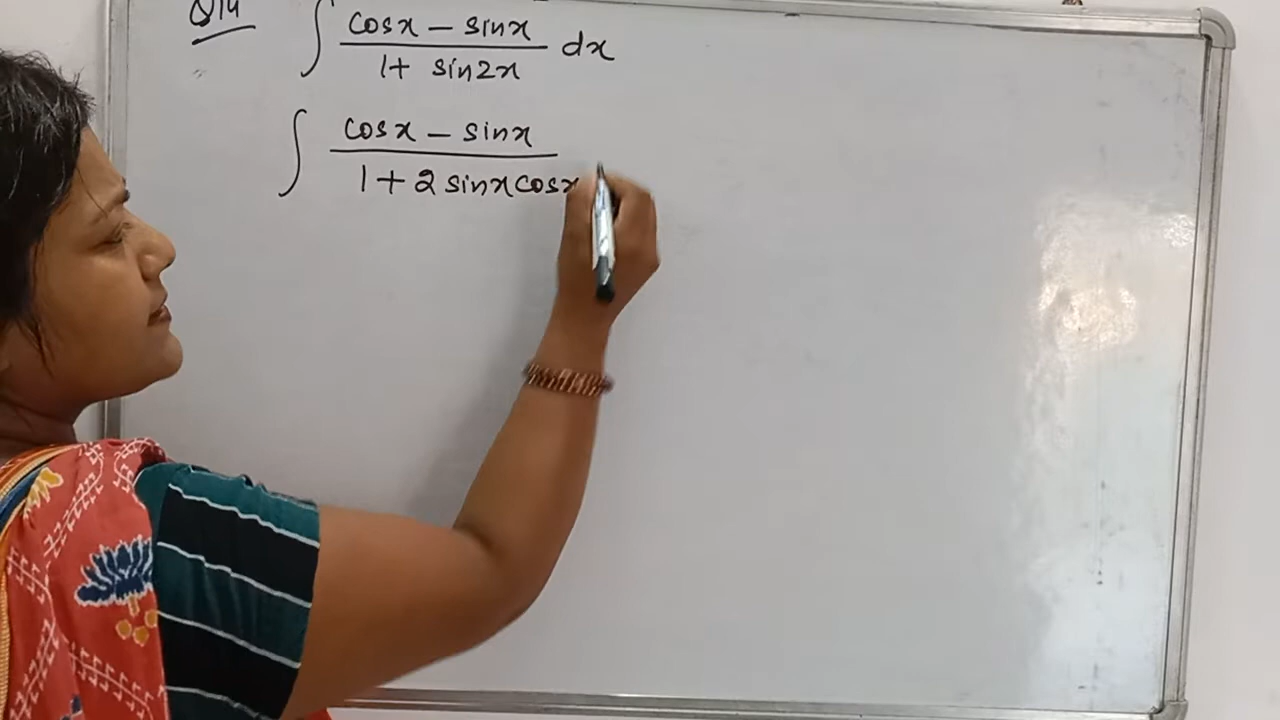 Q14 ∫ cosx − sinx / 1 + sin2x dx
∫ cosx − sinx / 1 + 2 sinx cosx